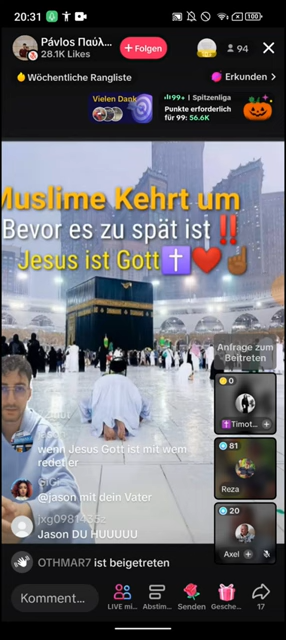 20:31
100
Pávlos Παύλ...
28.1K Likes
+ Folgen
94
Wöchentliche Rangliste
Erkunden >
Vielen Dank
99+ | Spitzenliga
Punkte erforderlich
für 99: 56.6K
Muslime Kehrt um
Bevor es zu spät ist‼️
Jesus ist Gott✝️❤️☝🏾
Anfrage zum
Beitreten
0
Timot...
wenn Jesus Gott ist mit wem
redet er
81
Reza
@jason mit dein Vater
jxg0981435z
Jason DU HUUUUU
20
Axel
OTHMAR7 ist beigetreten
Komment...
LIVE mi...
Abstim...
Senden
Gesche...
17